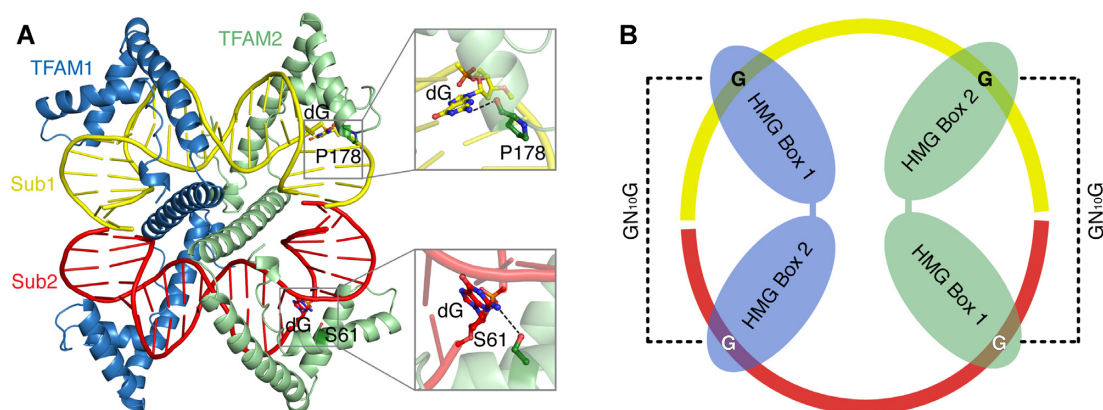 A
TFAM1
TFAM2
dG
P178
Sub1
Sub2
dG
S61
dG
P178
dG
S61
B
G
HMG Box 1
G
HMG Box 2
HMG Box 2
G
HMG Box 1
G
GN10G
GN10G